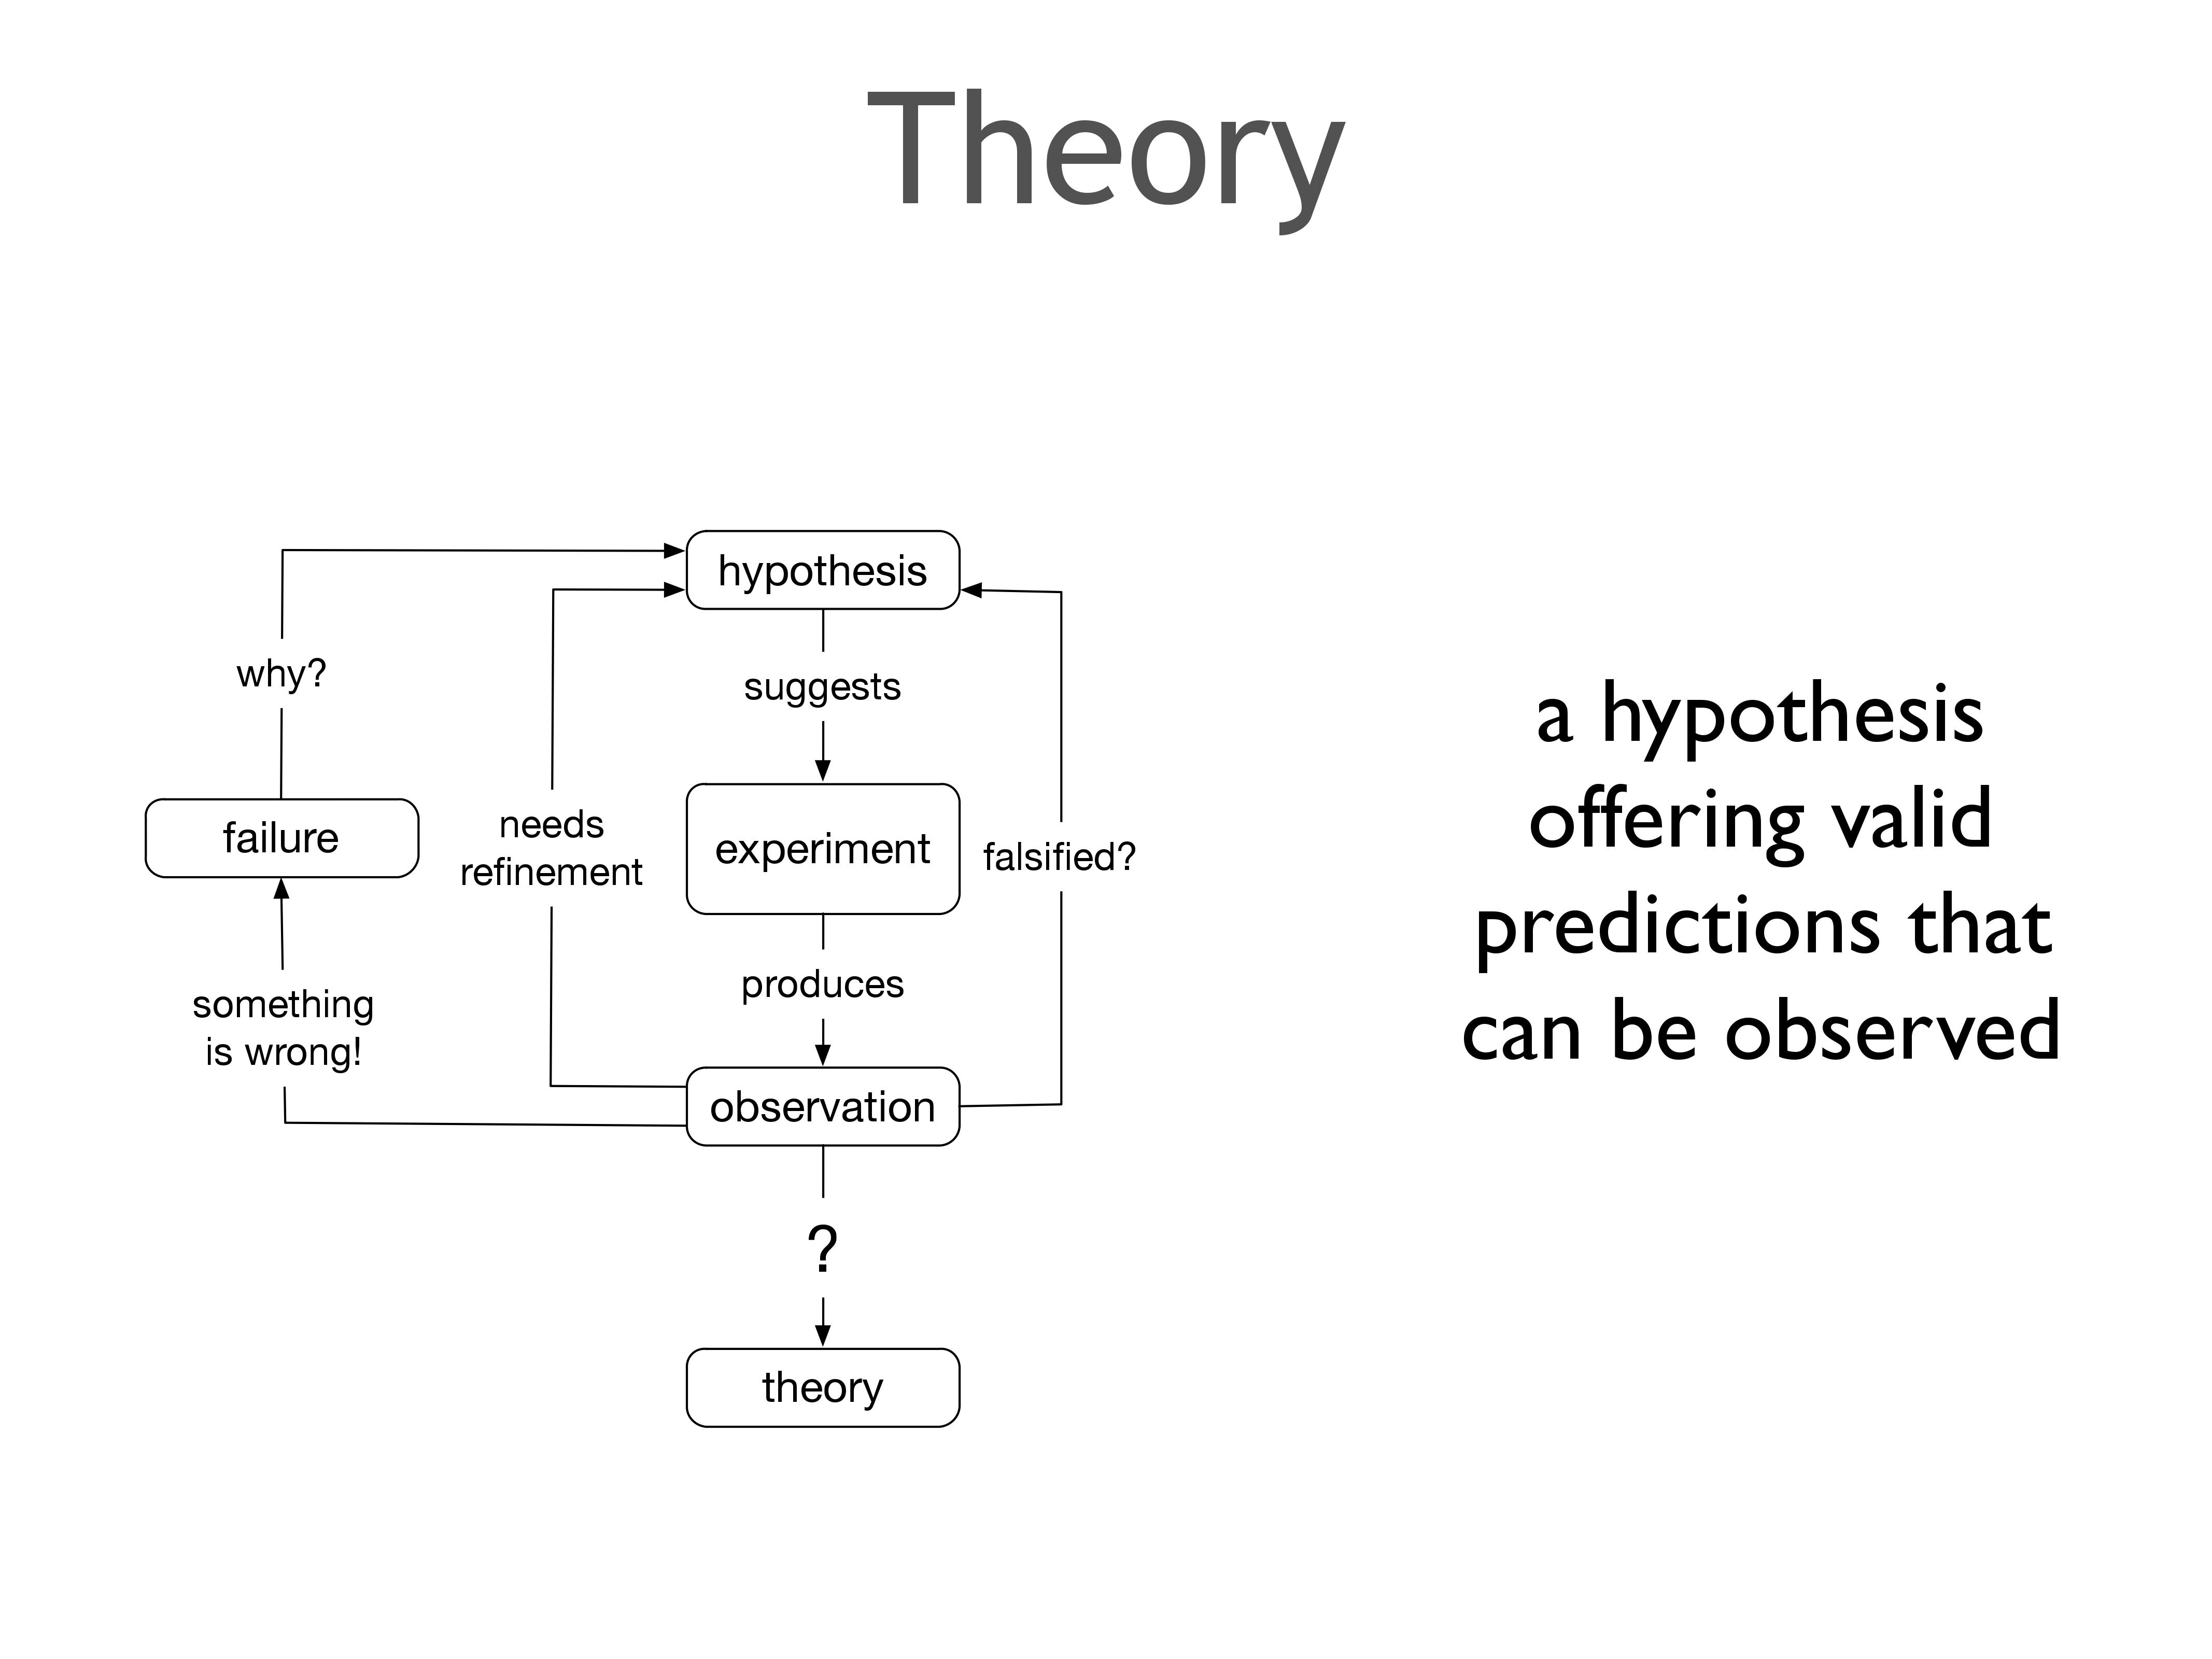 Theory
hypothesis
why?
suggests
failure
needs
refinement
experiment
falsified?
something
is wrong!
produces
observation
?
theory
a hypothesis
offering valid
predictions that
can be observed